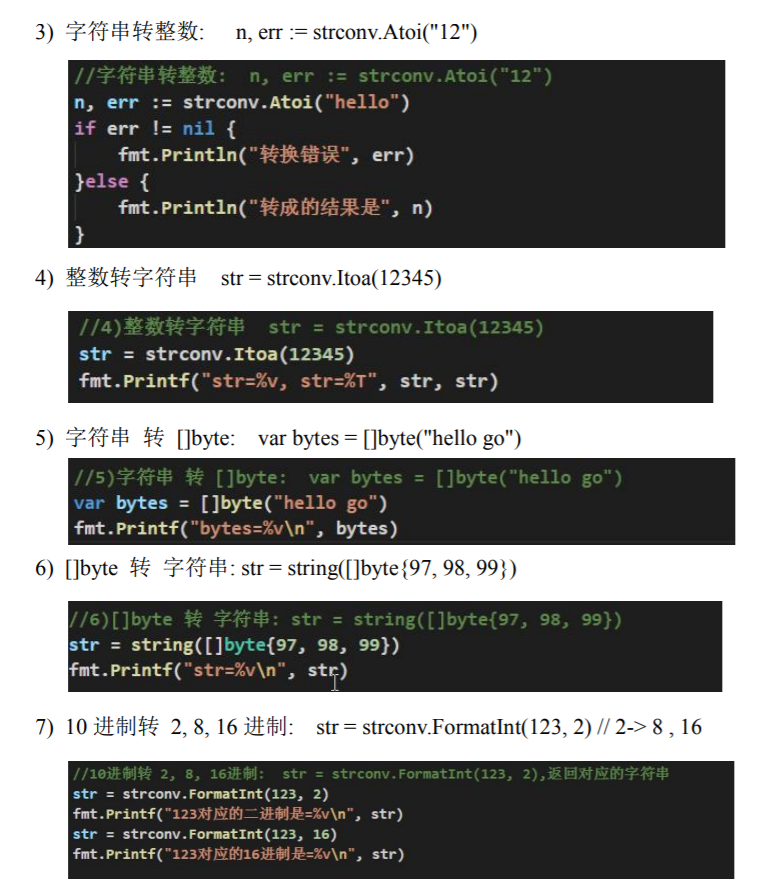 3) 字符串转整数: n, err := strconv.Atoi("12")
//字符串转整数: n, err := strconv.Atoi("12")
n, err := strconv.Atoi("hello")
if err != nil {
fmt.Println("转换错误", err)
}else {
fmt.Println("转成的结果是", n)
}
4) 整数转字符串 str = strconv.Itoa(12345)
//4)整数转字符串 str = strconv.Itoa(12345)
str = strconv.Itoa(12345)
fmt.Printf("str=%v, str=%T", str, str)
5) 字符串 转 []byte: var bytes = []byte("hello go")
//5)字符串 转 []byte: var bytes = []byte("hello go")
var bytes = []byte("hello go")
fmt.Printf("bytes=%v\n", bytes)
6) []byte 转 字符串: str = string([]byte{97, 98, 99})
//6)[]byte 转 字符串: str = string([]byte{97, 98, 99})
str = string([]byte{97, 98, 99})
fmt.Printf("str=%v\n", str)
7) 10 进制转 2, 8, 16 进制: str = strconv.FormatInt(123, 2) // 2-> 8 , 16
//10进制转 2, 8, 16进制: str = strconv.FormatInt(123, 2),返回对应的字符串
str = strconv.FormatInt(123, 2)
fmt.Printf("123对应的二进制是=%v\n", str)
str = strconv.FormatInt(123, 16)
fmt.Printf("123对应的16进制是=%v\n", str)